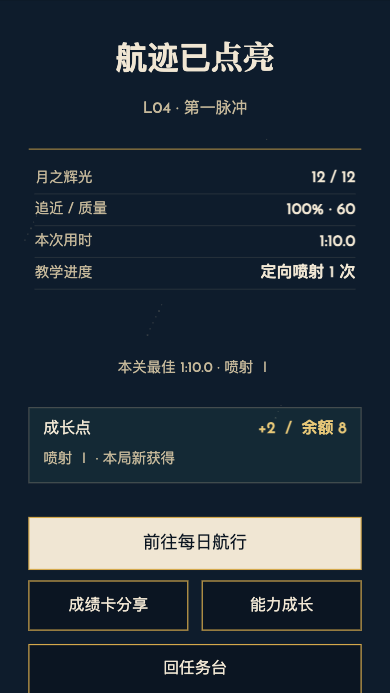 航迹已点亮
L04 · 第一脉冲
月之辉光 12 / 12
追近 / 质量 100% · 60
本次用时 1:10.0
教学进度 定向喷射 1 次
本关最佳 1:10.0 · 喷射 Ⅰ
成长点 +2 / 余额 8
喷射 Ⅰ · 本局新获得
前往每日航行
成绩卡分享 能力成长
回任务台